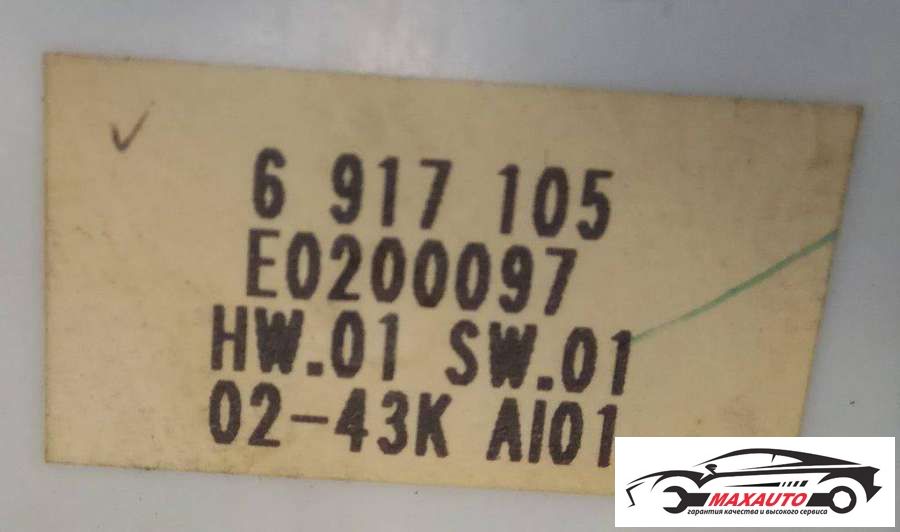 6 917 105
E0200097
HW.01 SW.01
02-43K AI01
MAXAUTO
гарантия качества и высокого сервиса